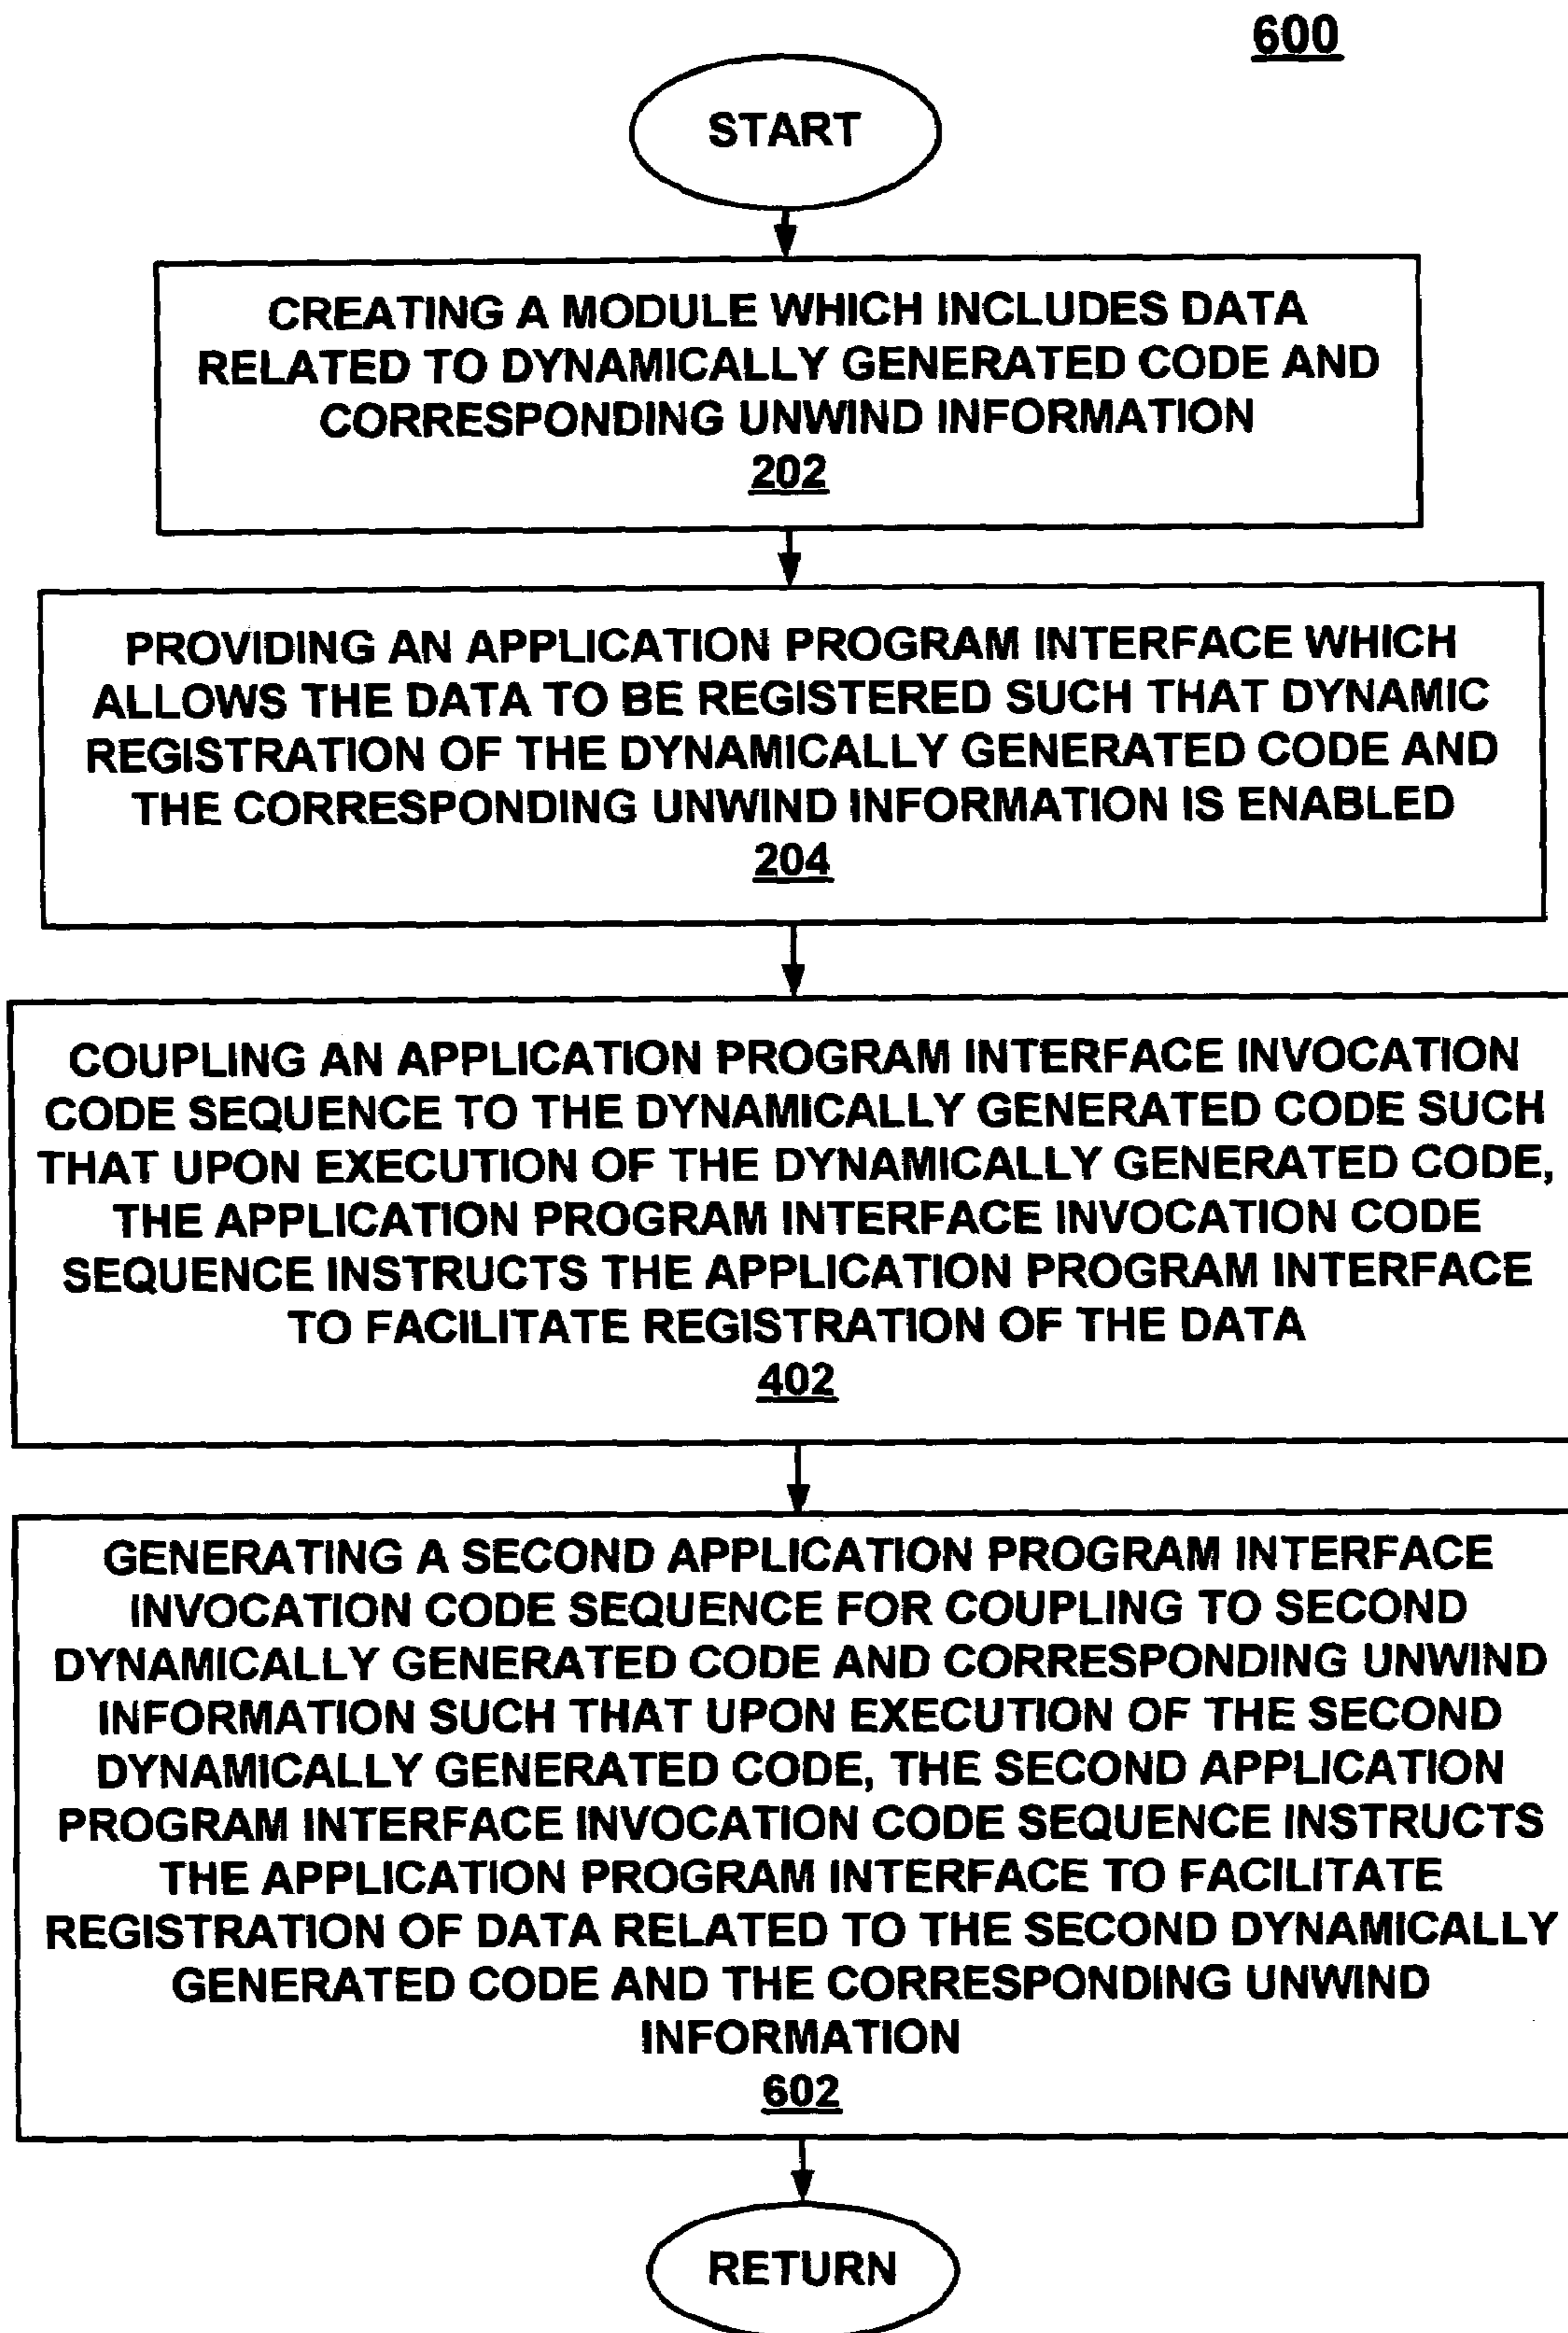 600
START
CREATING A MODULE WHICH INCLUDES DATA
RELATED TO DYNAMICALLY GENERATED CODE AND
CORRESPONDING UNWIND INFORMATION
202
PROVIDING AN APPLICATION PROGRAM INTERFACE WHICH
ALLOWS THE DATA TO BE REGISTERED SUCH THAT DYNAMIC
REGISTRATION OF THE DYNAMICALLY GENERATED CODE AND
THE CORRESPONDING UNWIND INFORMATION IS ENABLED
204
COUPLING AN APPLICATION PROGRAM INTERFACE INVOCATION
CODE SEQUENCE TO THE DYNAMICALLY GENERATED CODE SUCH
THAT UPON EXECUTION OF THE DYNAMICALLY GENERATED CODE,
THE APPLICATION PROGRAM INTERFACE INVOCATION CODE
SEQUENCE INSTRUCTS THE APPLICATION PROGRAM INTERFACE
TO FACILITATE REGISTRATION OF THE DATA
402
GENERATING A SECOND APPLICATION PROGRAM INTERFACE
INVOCATION CODE SEQUENCE FOR COUPLING TO SECOND
DYNAMICALLY GENERATED CODE AND CORRESPONDING UNWIND
INFORMATION SUCH THAT UPON EXECUTION OF THE SECOND
DYNAMICALLY GENERATED CODE, THE SECOND APPLICATION
PROGRAM INTERFACE INVOCATION CODE SEQUENCE INSTRUCTS
THE APPLICATION PROGRAM INTERFACE TO FACILITATE
REGISTRATION OF DATA RELATED TO THE SECOND DYNAMICALLY
GENERATED CODE AND THE CORRESPONDING UNWIND
INFORMATION
602
RETURN